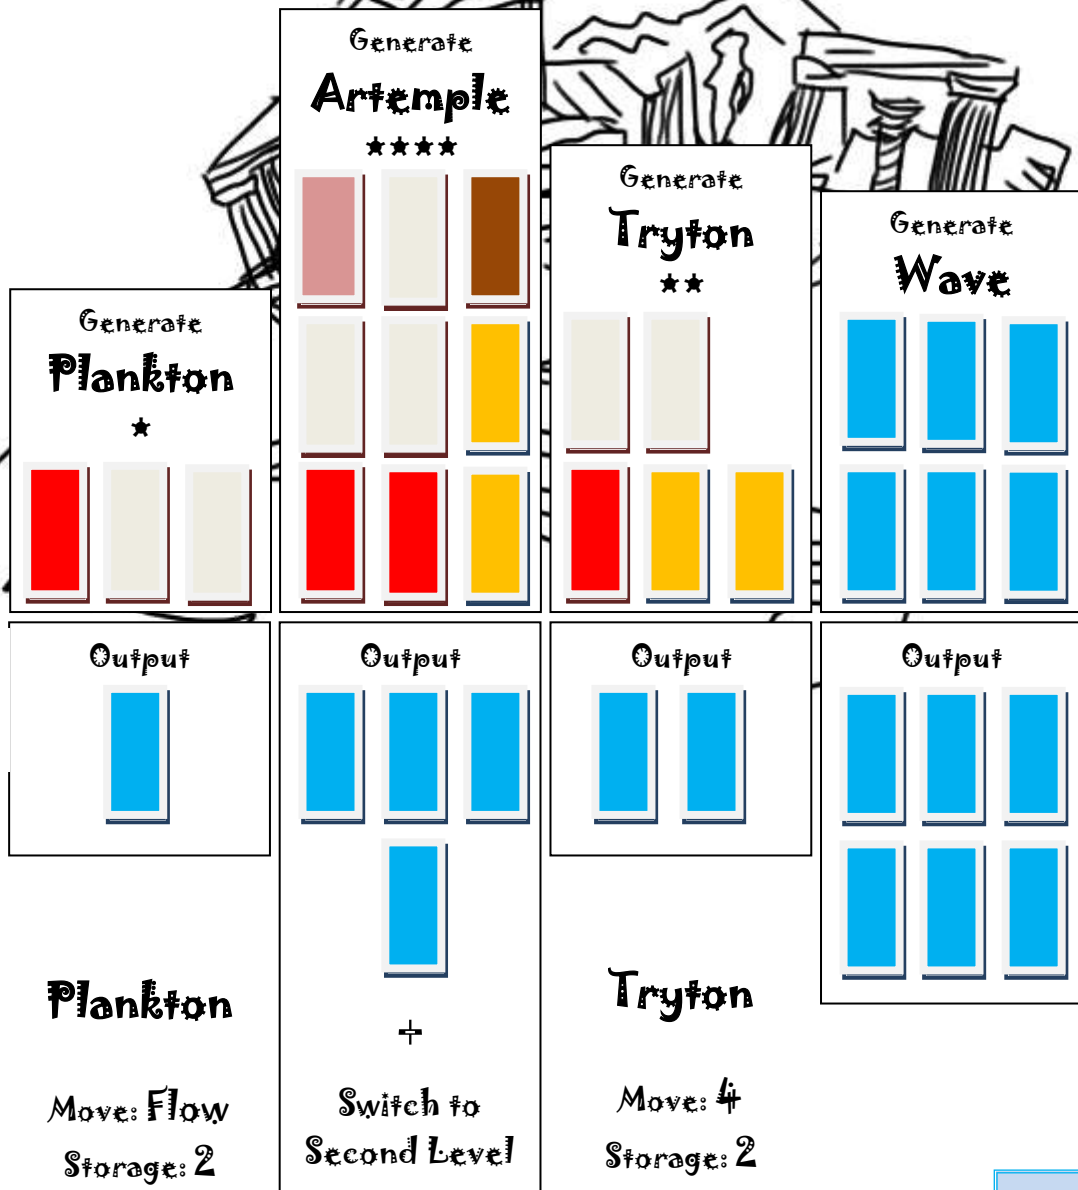 Generate
Artemple
Generate
Tryton
Generate
Wave
Generate
Plankton
Output
Output
Output
Output
Plankton
Move: Flow
Storage: 2
+
Switch to
Second Level
Tryton
Move: 4
Storage: 2